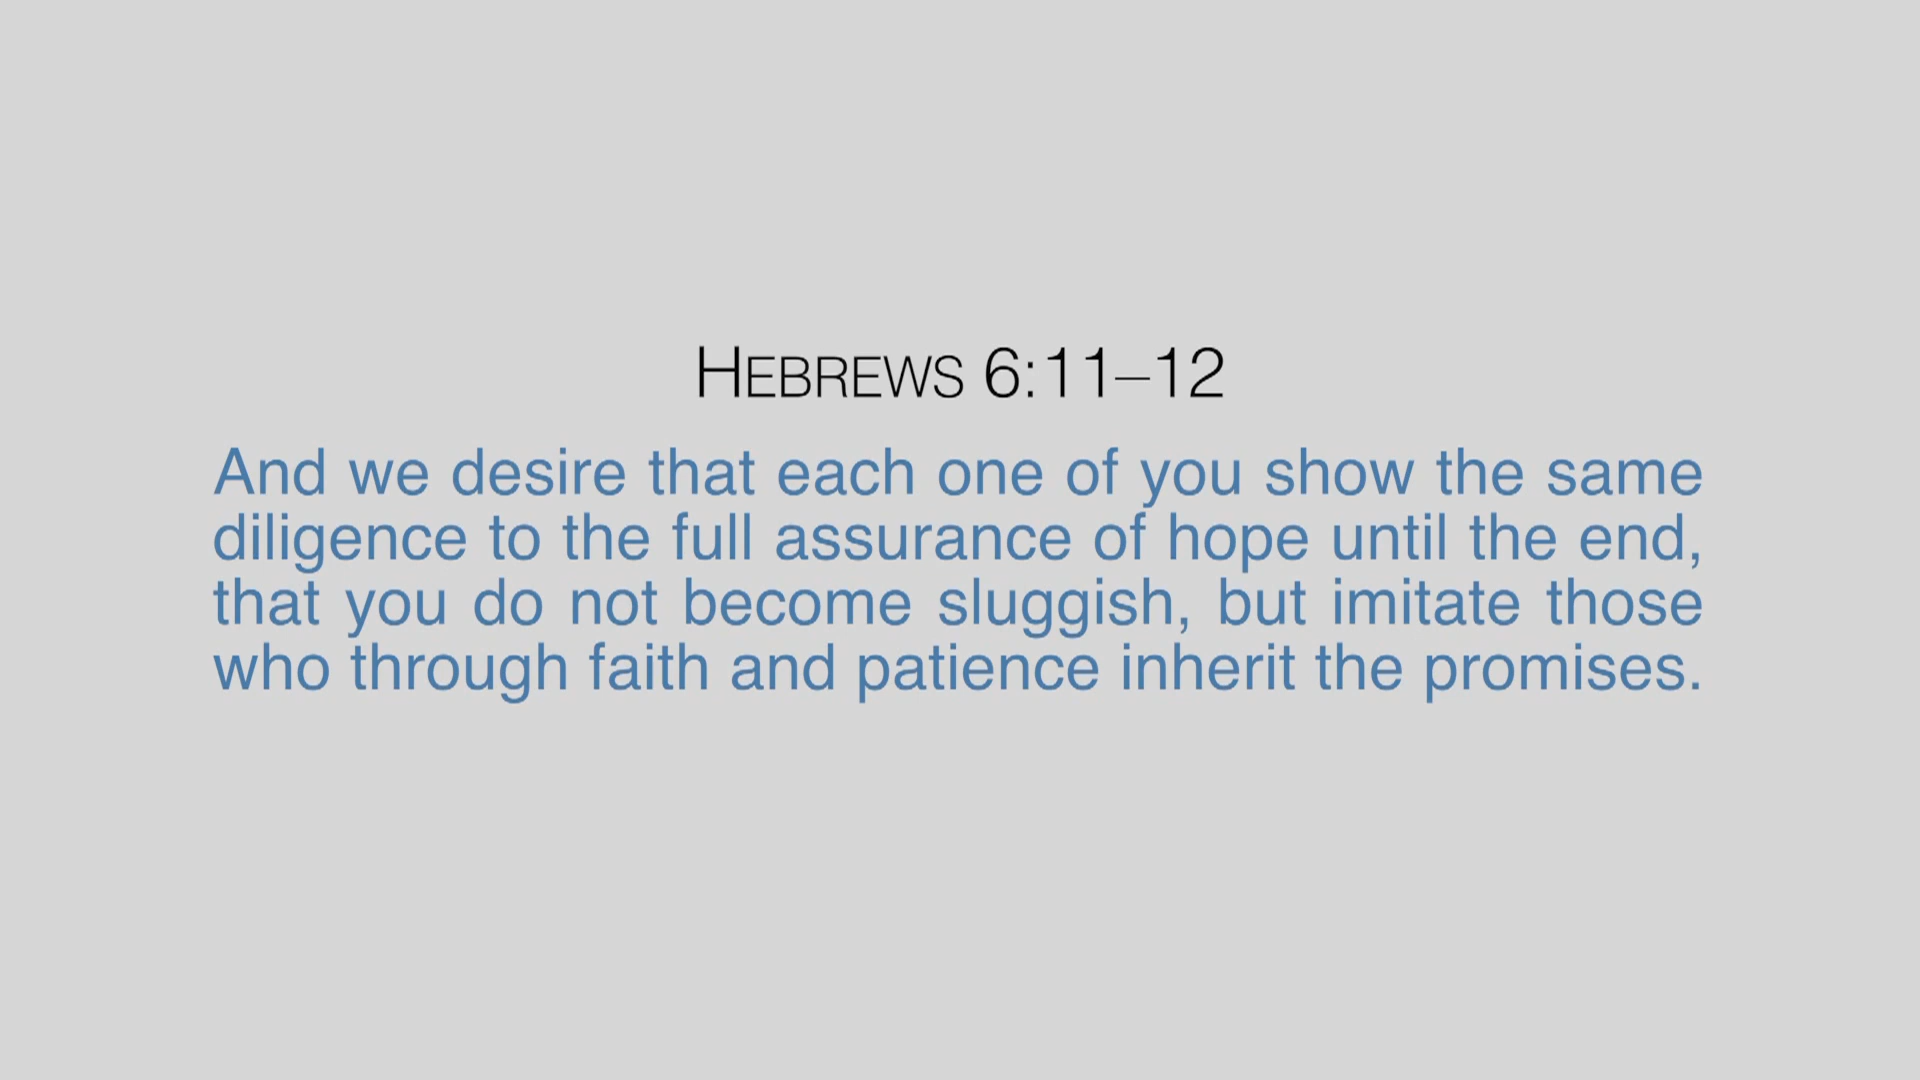 HEBREWS 6:11–12
And we desire that each one of you show the same
diligence to the full assurance of hope until the end,
that you do not become sluggish, but imitate those
who through faith and patience inherit the promises.